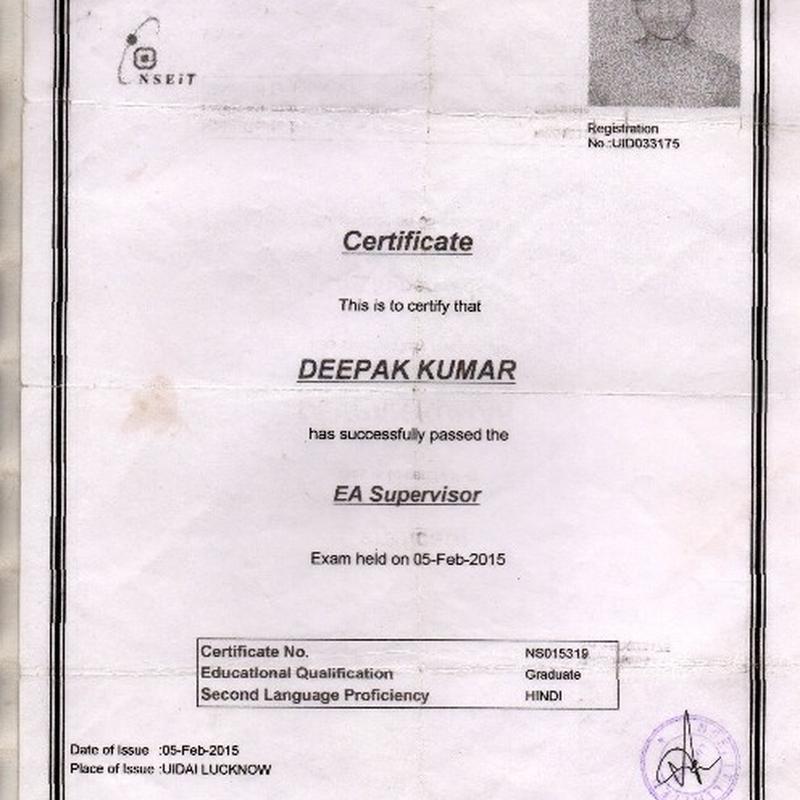 NSEiT
Registration
No.:UID033175
Certificate
This is to certify that
DEEPAK KUMAR
has successfully passed the
EA Supervisor
Exam held on 05-Feb-2015
Certificate No. NS015319
Educational Qualification Graduate
Second Language Proficiency HINDI
Date of Issue :05-Feb-2015
Place of Issue :UIDAI LUCKNOW